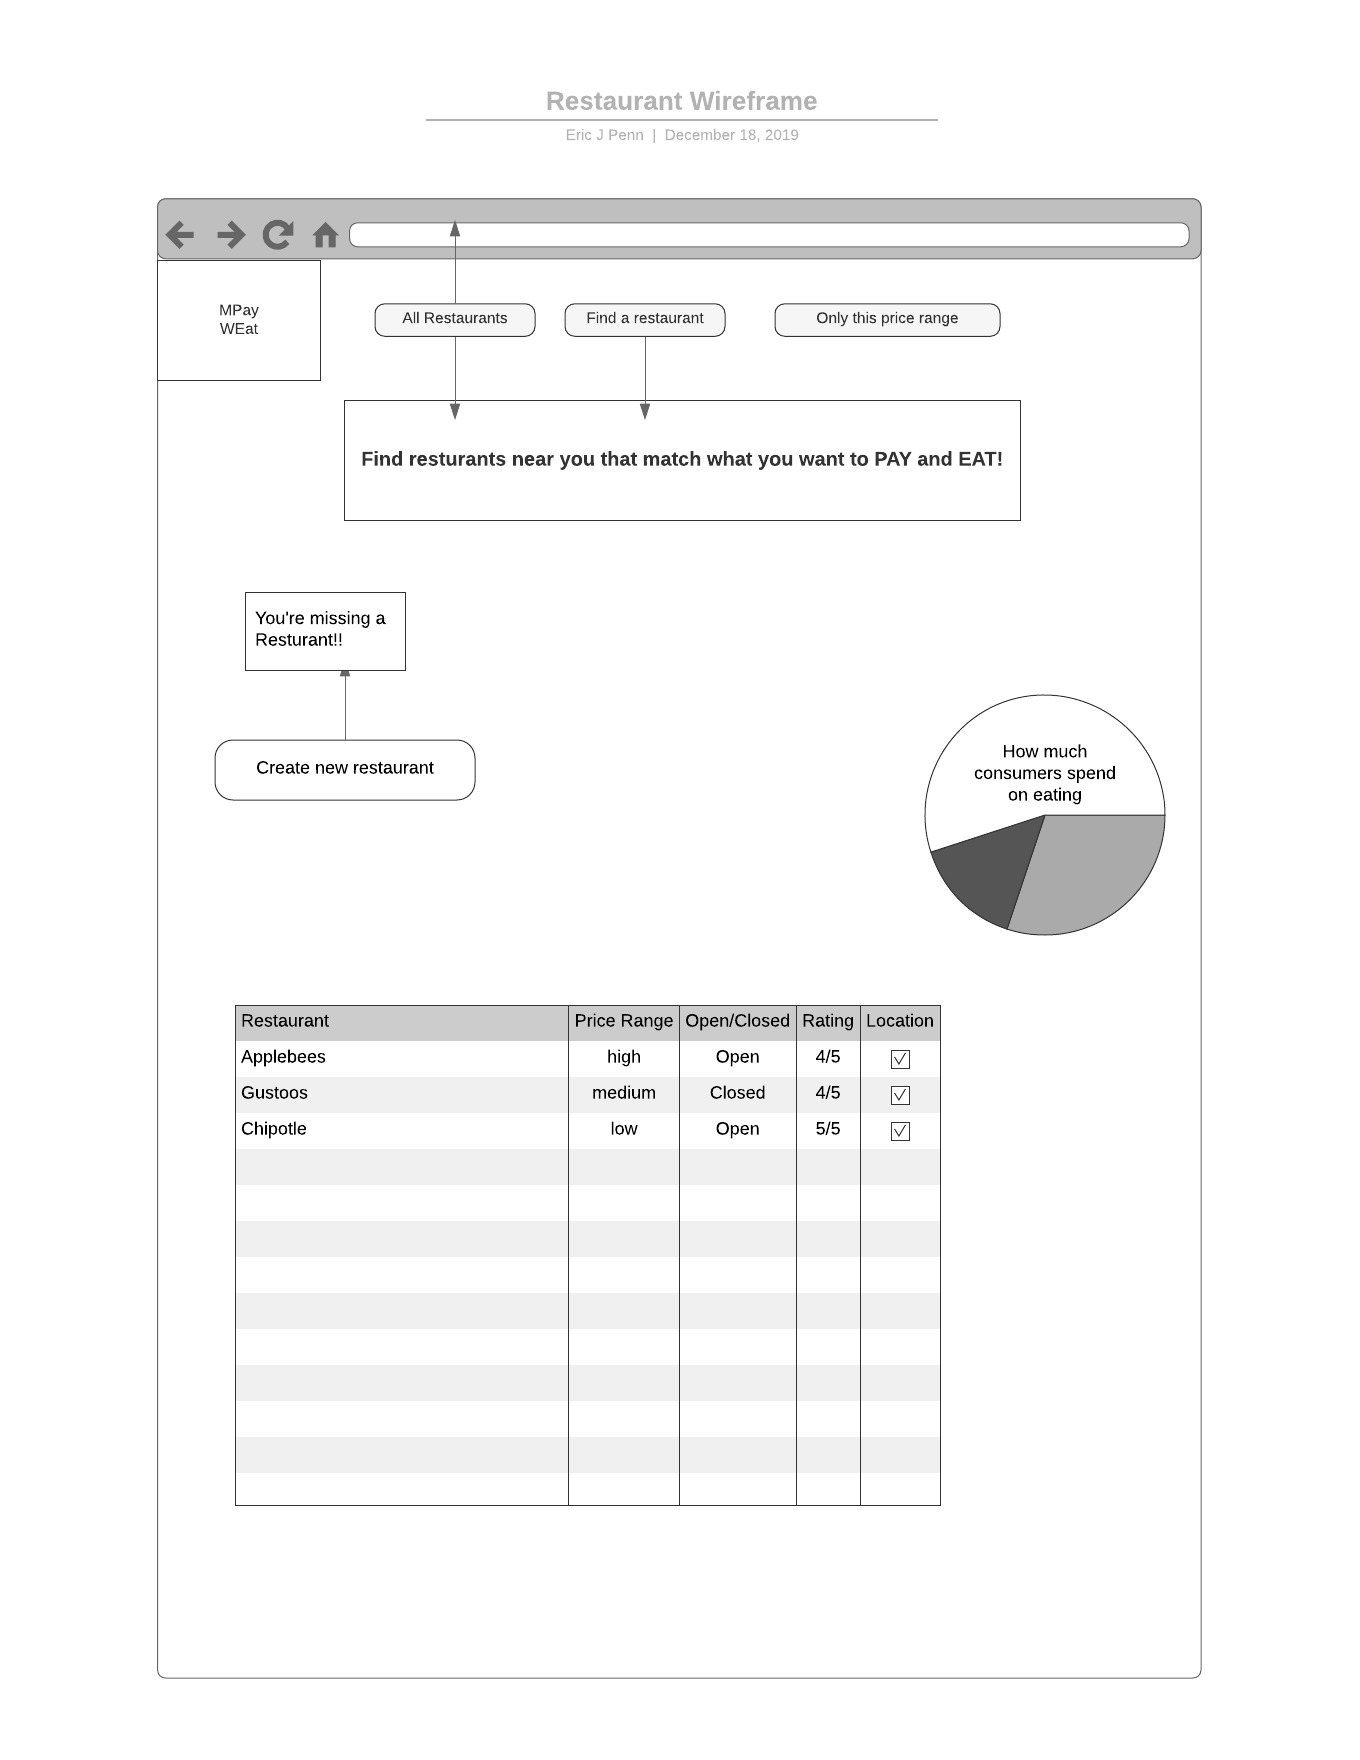 Restaurant Wireframe
Eric J Penn | December 18, 2019
MPay
WEat
All Restaurants
Find a restaurant
Only this price range
Find resturants near you that match what you want to PAY and EAT!
You're missing a
Resturant!!
Create new restaurant
How much
consumers spend
on eating
Restaurant Price Range Open/Closed Rating Location
Applebees high Open 4/5
Gustoos medium Closed 4/5
Chipotle low Open 5/5